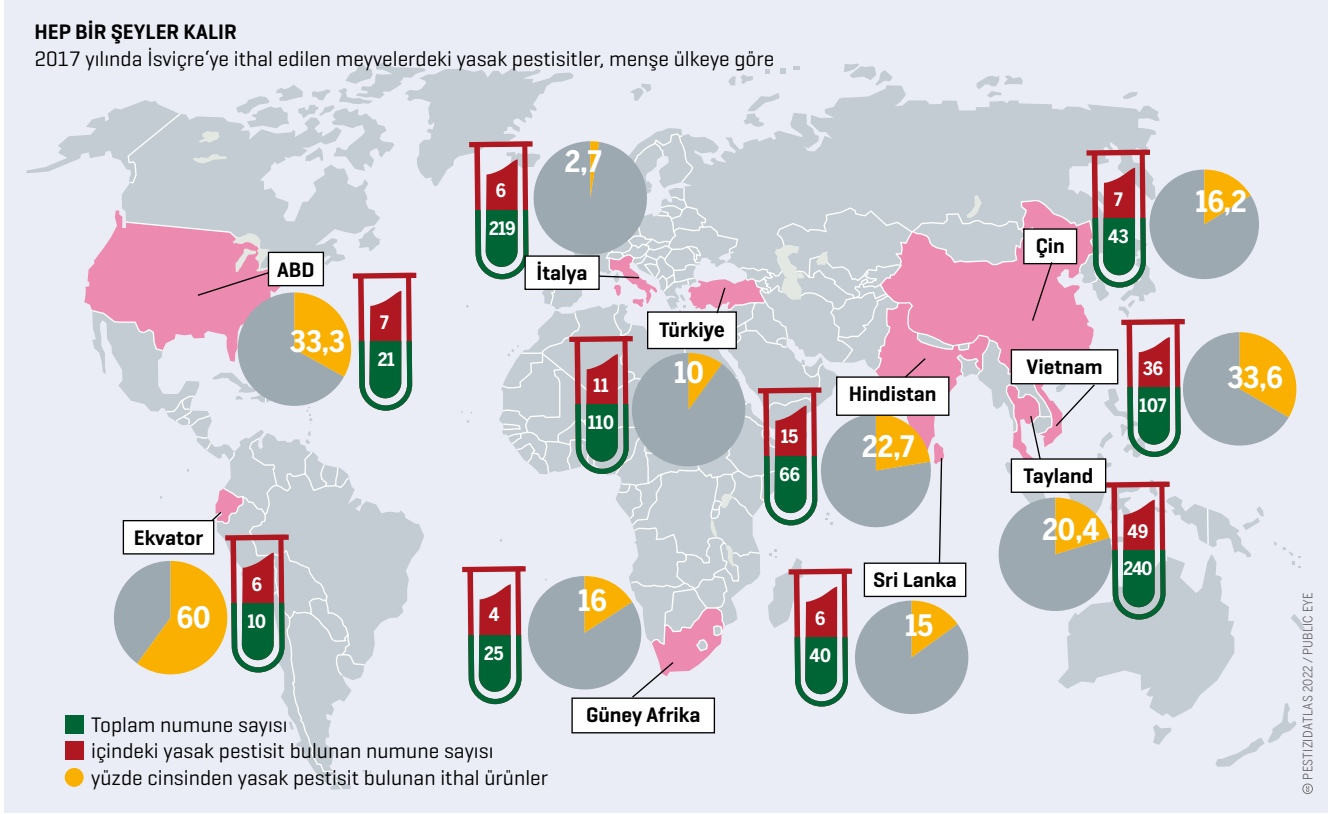 HEP BİR ŞEYLER KALIR
2017 yılında İsviçre’ye ithal edilen meyvelerdeki yasak pestisitler, menşe ülkeye göre
ABD
33,3
7
21
6
219
2,7
İtalya
Türkiye
11
110
10
Çin
7
43
16,2
Hindistan
15
66
22,7
Vietnam
36
107
33,6
Tayland
20,4
49
240
Ekvator
60
6
10
4
25
16
Güney Afrika
Sri Lanka
6
40
15
Toplam numune sayısı
içindeki yasak pestisit bulunan numune sayısı
yüzde cinsinden yasak pestisit bulunan ithal ürünler
© PESTIZIDATLAS 2022 / PUBLIC EYE